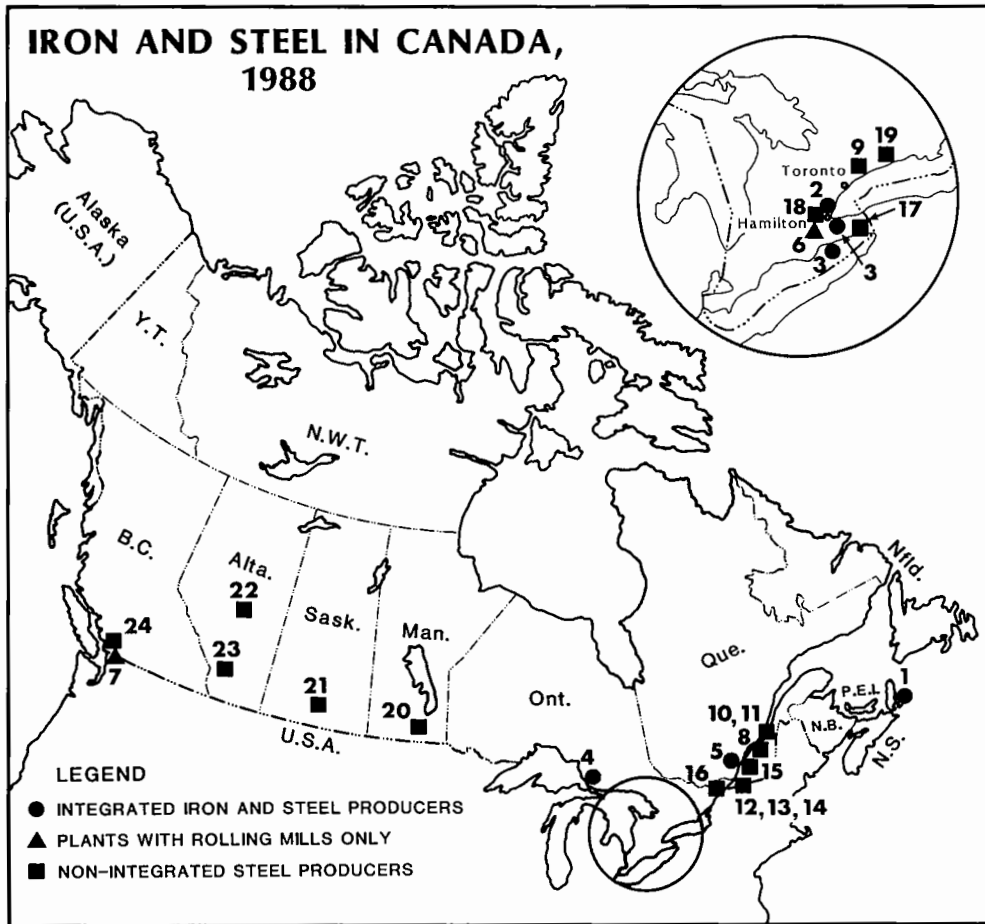 IRON AND STEEL IN CANADA,
1988
19
9
Toronto
2
18
17
Hamilton
6
3
3
Alaska
(U.S.A.)
Y.T.
N.W.T.
B.C.
Alta.
22
Sask.
Man.
Nfld.
24
7
23
21
20
Ont.
Que.
1
P.E.I.
N.B.
N.S.
10, 11
8
5
15
4
16
12, 13, 14
U.S.A.
LEGEND
INTEGRATED IRON AND STEEL PRODUCERS
PLANTS WITH ROLLING MILLS ONLY
NON-INTEGRATED STEEL PRODUCERS